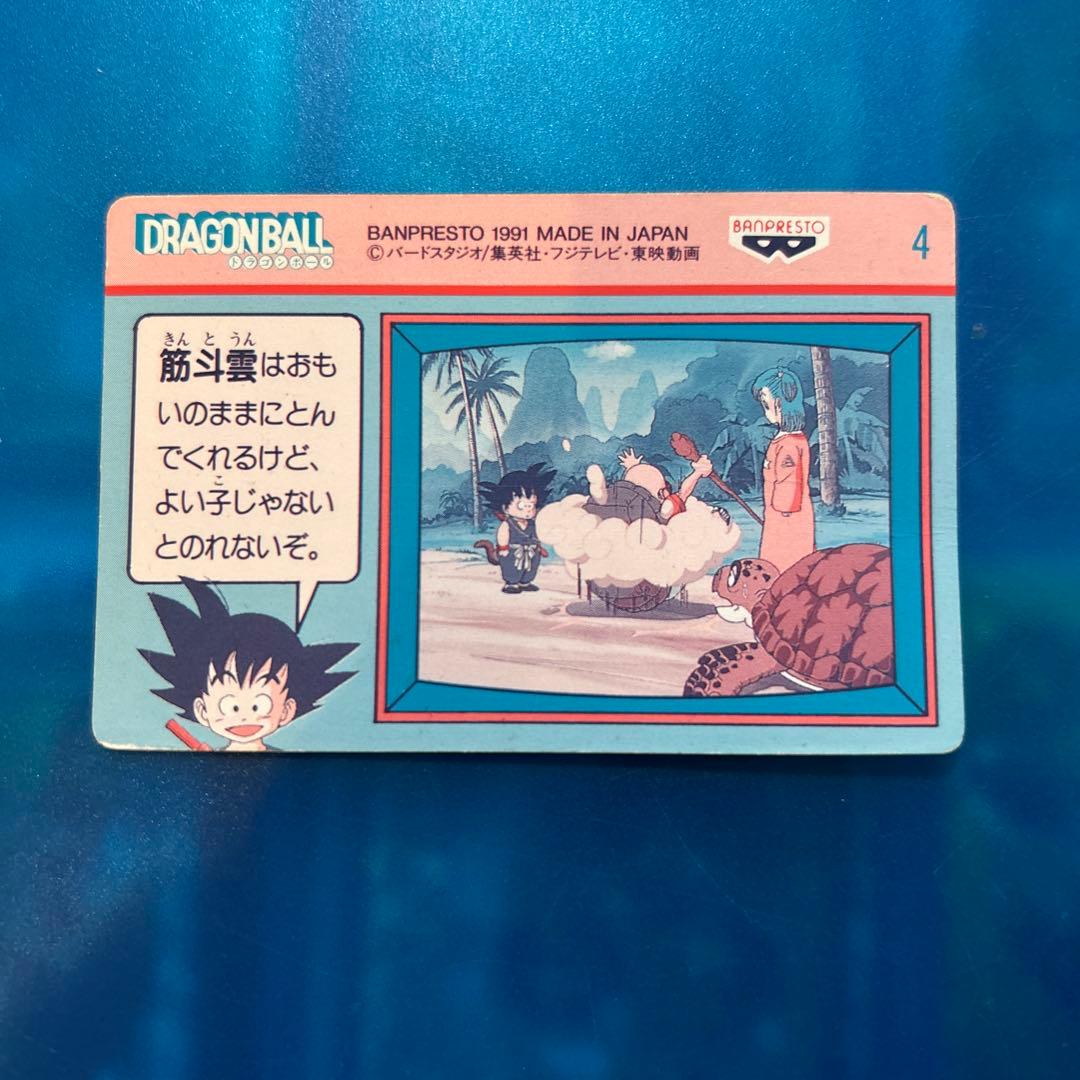 DRAGONBALL
ドラゴンボール
BANPRESTO 1991 MADE IN JAPAN
©バードスタジオ/集英社・フジテレビ・東映動画
BANPRESTO
4
きんとうん
筋斗雲はおも
いのままにとん
でくれるけど、
こ
よい子じゃない
とのれないぞ。